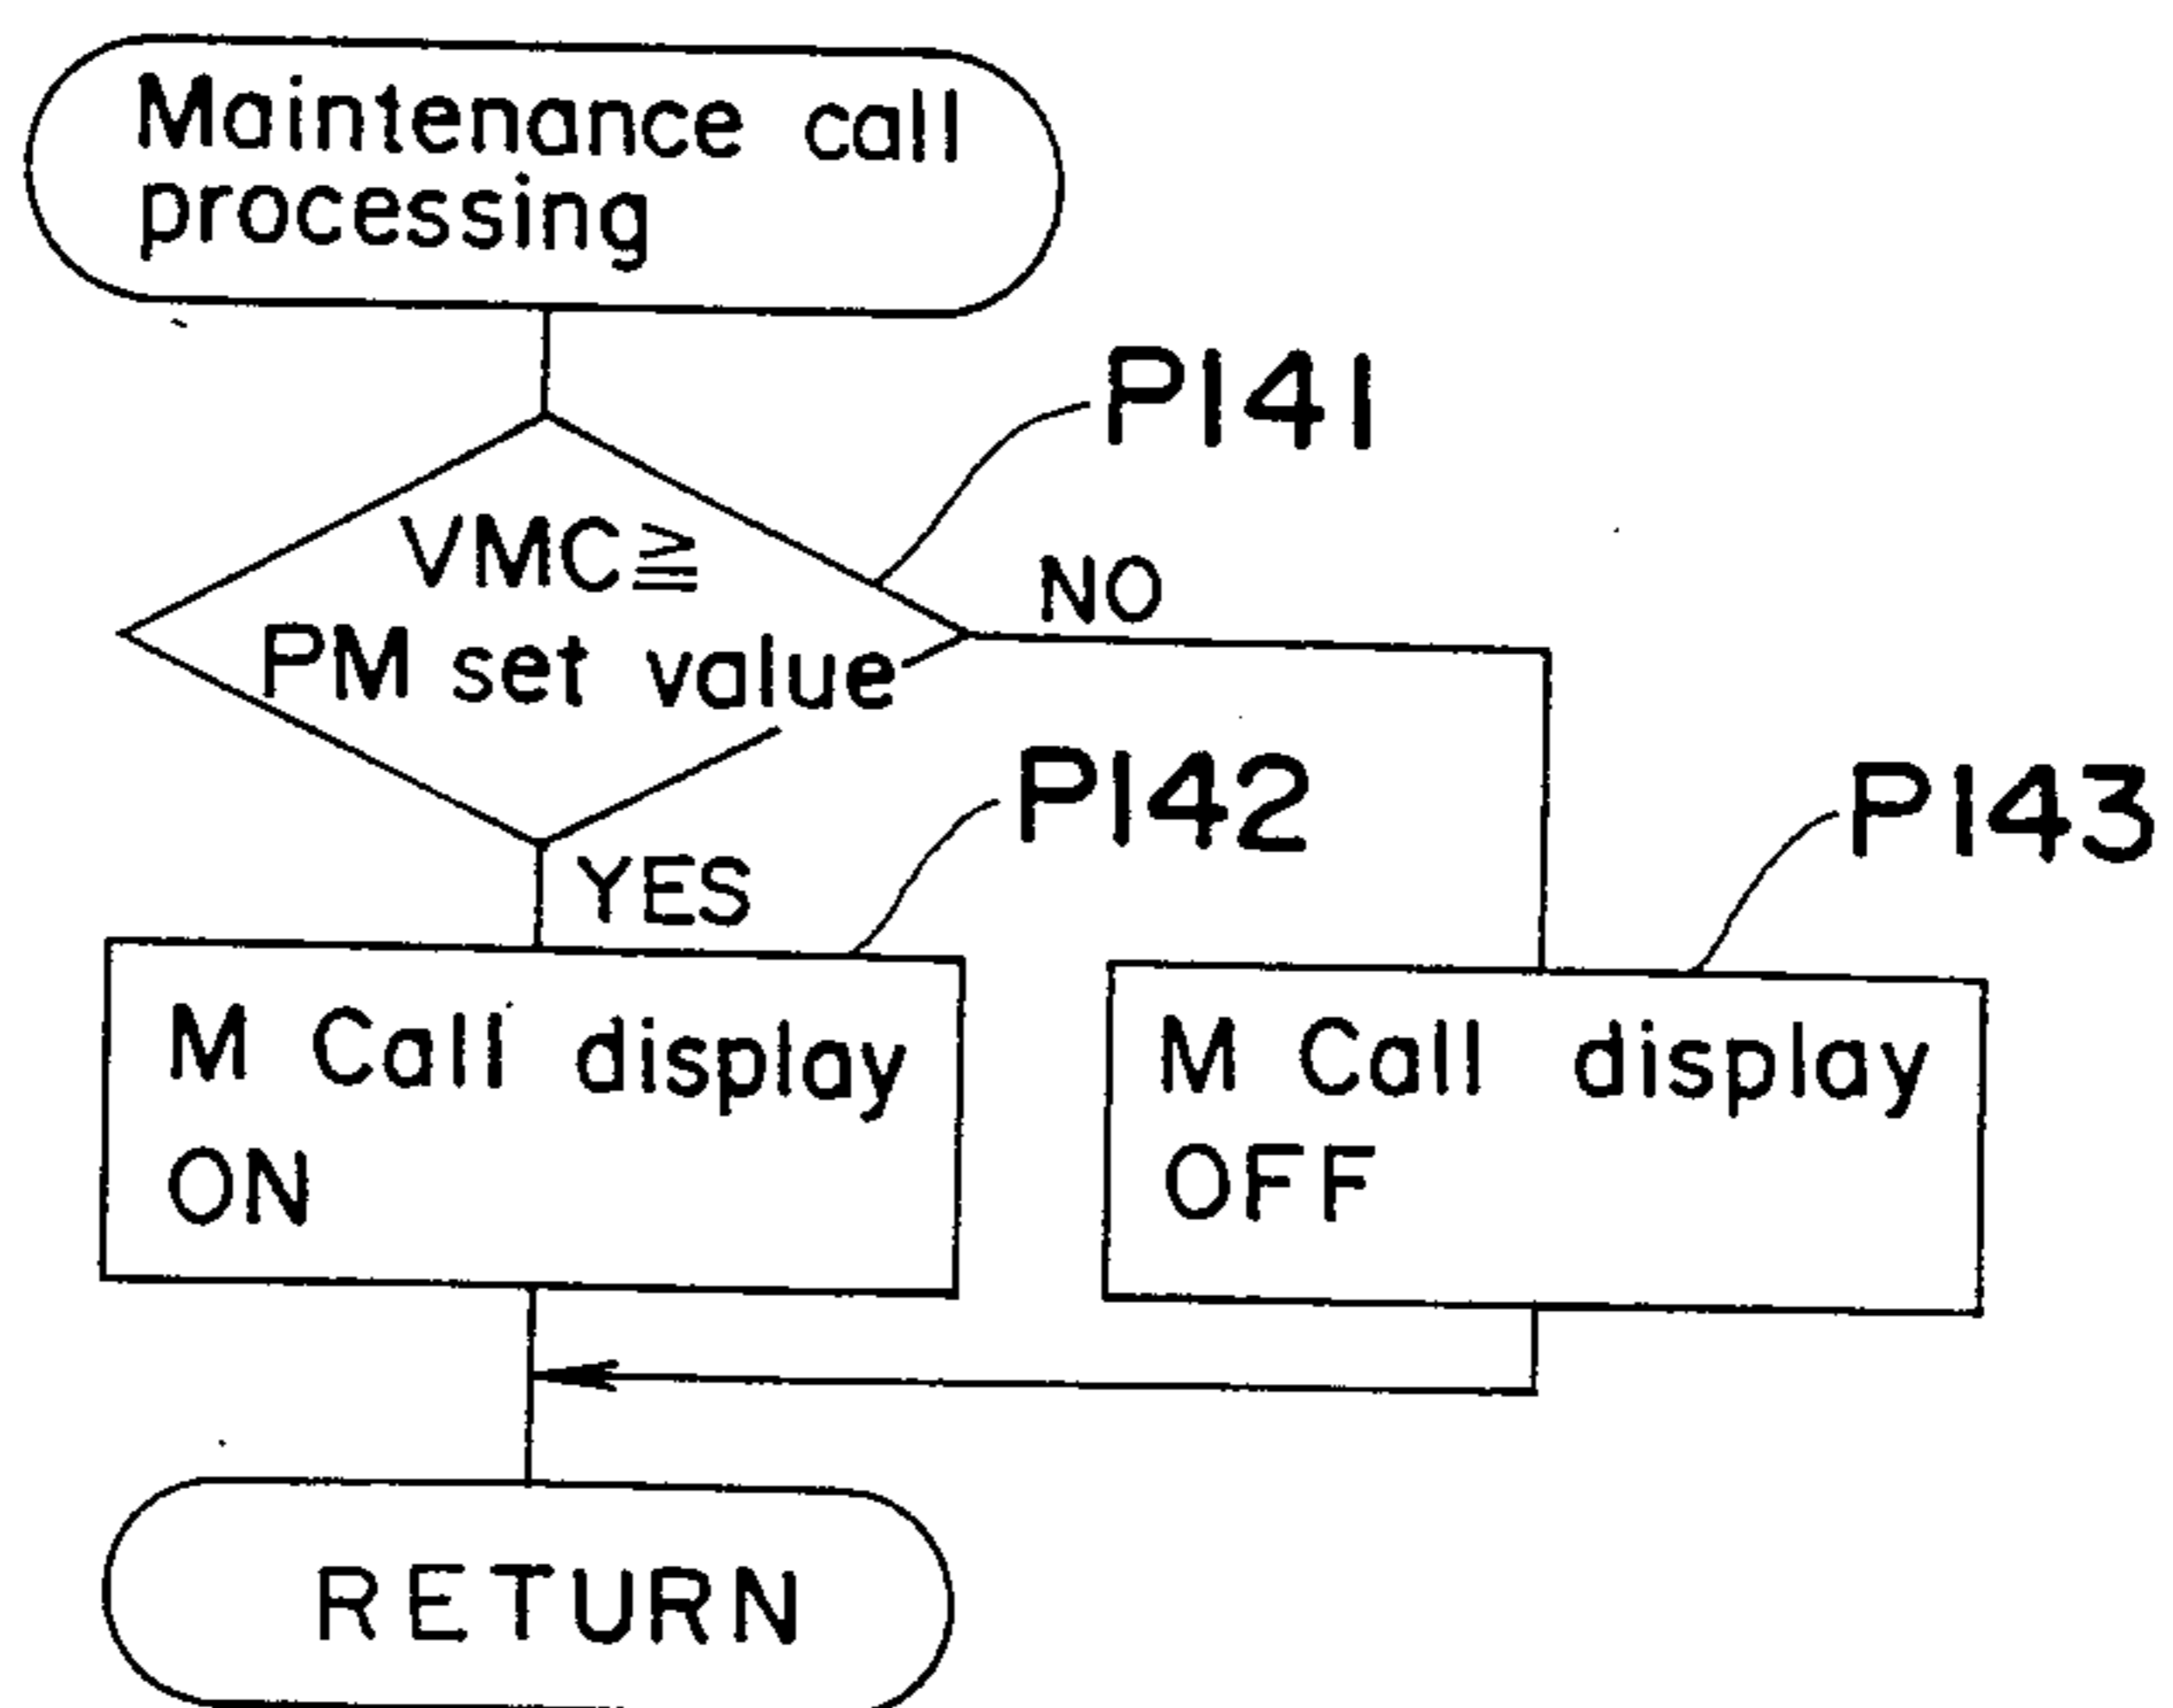 Maintenance call
processing
P141
VMC≧
PM set value
NO
YES
P142
P143
M Call display
ON
M Call display
OFF
RETURN